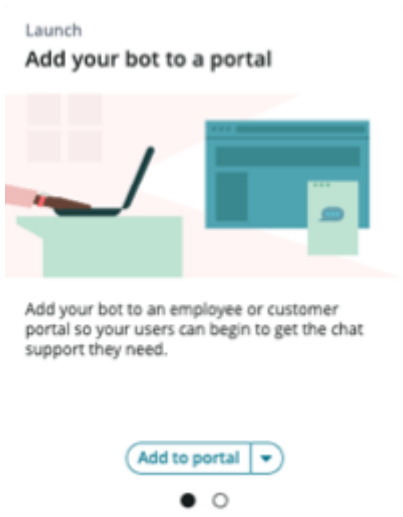 Launch
Add your bot to a portal
Add your bot to an employee or customer
portal so your users can begin to get the chat
support they need.
Add to portal